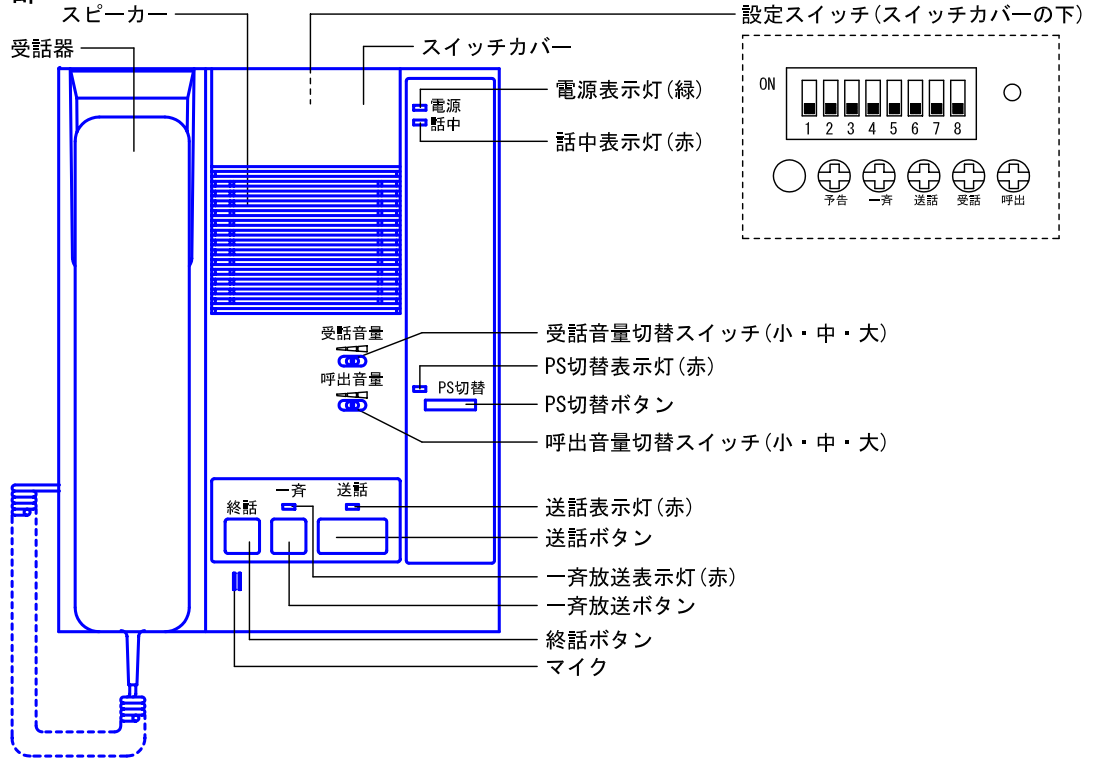 スピーカー
設定スイッチ(スイッチカバーの下)
受話器
スイッチカバー
電源表示灯(緑)
電源
話中
話中表示灯(赤)
ON
1 2 3 4 5 6 7 8
予告 一斉 送話 受話 呼出
受話音量
受話音量切替スイッチ(小・中・大)
PS切替表示灯(赤)
呼出音量
PS切替
PS切替ボタン
呼出音量切替スイッチ(小・中・大)
終話 一斉 送話
送話表示灯(赤)
送話ボタン
一斉放送表示灯(赤)
一斉放送ボタン
終話ボタン
マイク